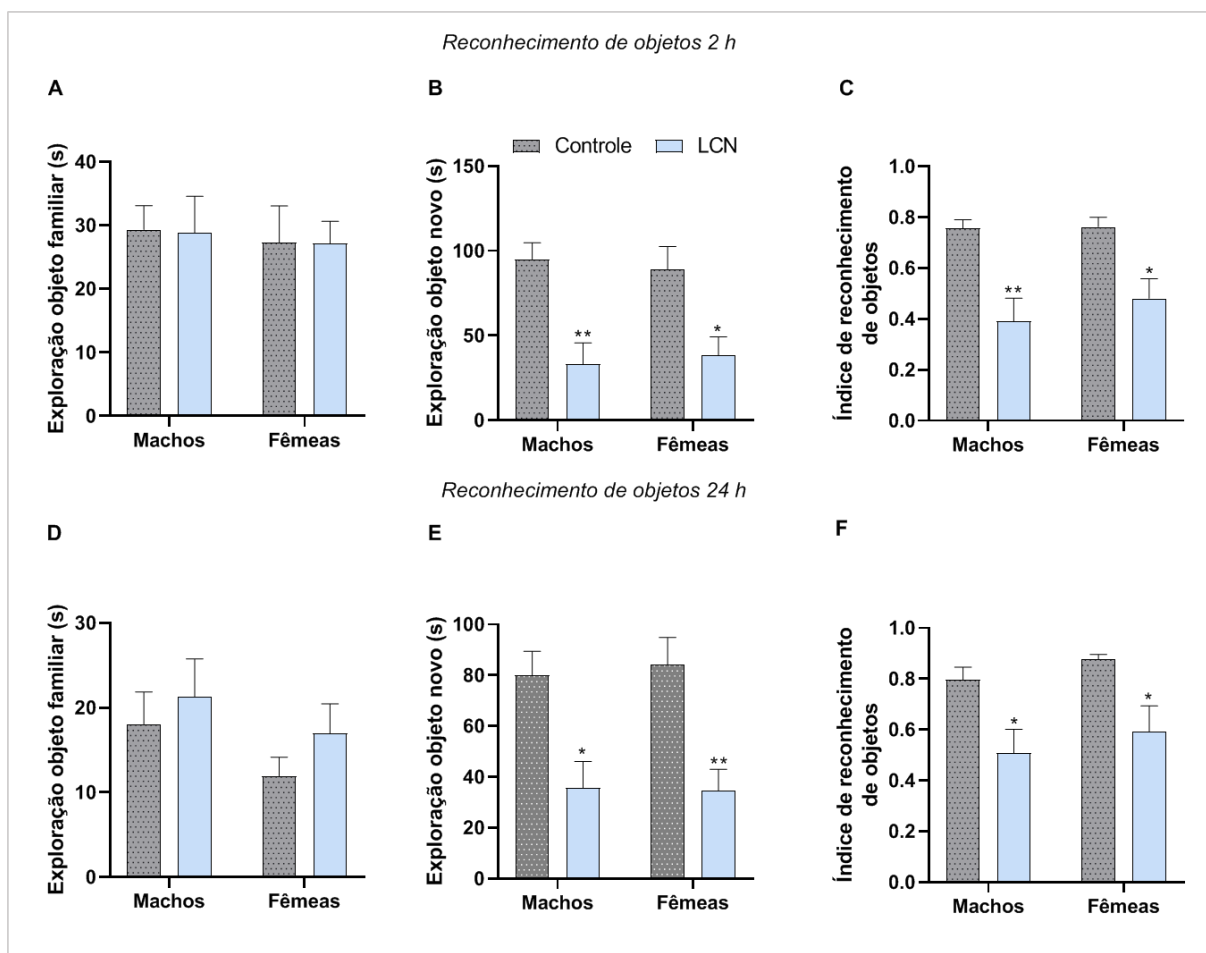 Reconhecimento de objetos 2 h
A
B
C
Controle
LCN
Exploração objeto familiar (s)
40
30
20
10
0
Machos
Fêmeas
Exploração objeto novo (s)
150
100
50
0
**
*
Machos
Fêmeas
Índice de reconhecimento
de objetos
1.0
0.8
0.6
0.4
0.2
0.0
**
*
Machos
Fêmeas
Reconhecimento de objetos 24 h
D
E
F
Exploração objeto familiar (s)
30
20
10
0
Machos
Fêmeas
Exploração objeto novo (s)
100
80
60
40
20
0
*
**
Machos
Fêmeas
Índice de reconhecimento
de objetos
1.0
0.8
0.6
0.4
0.2
0.0
*
*
Machos
Fêmeas